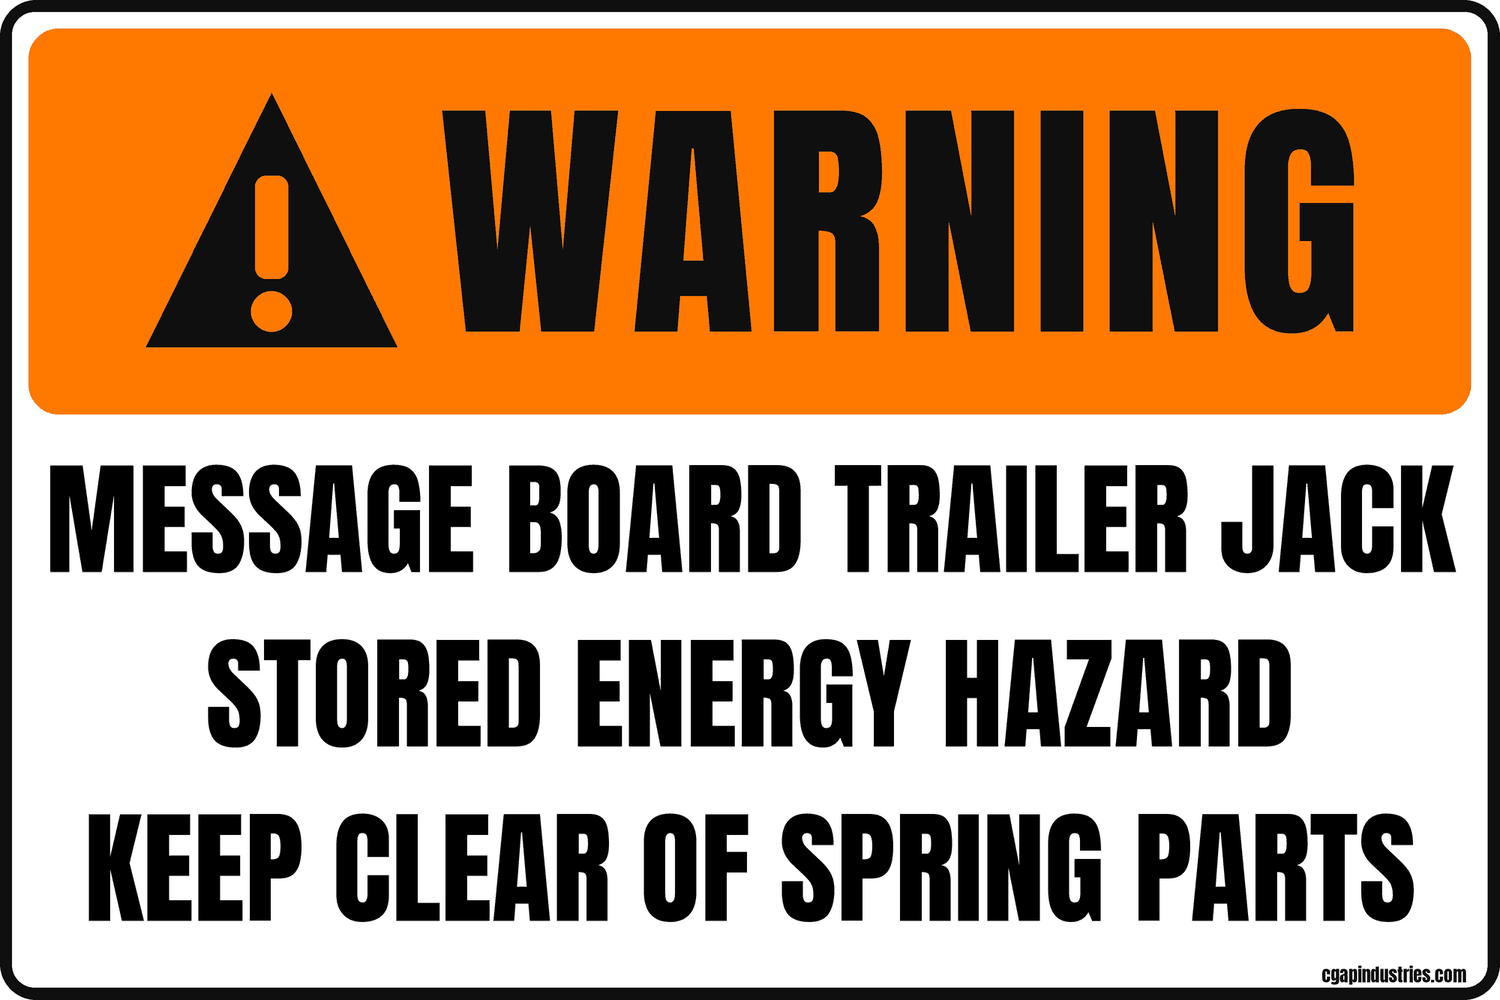 WARNING
MESSAGE BOARD TRAILER JACK
STORED ENERGY HAZARD
KEEP CLEAR OF SPRING PARTS
cgapindustries.com